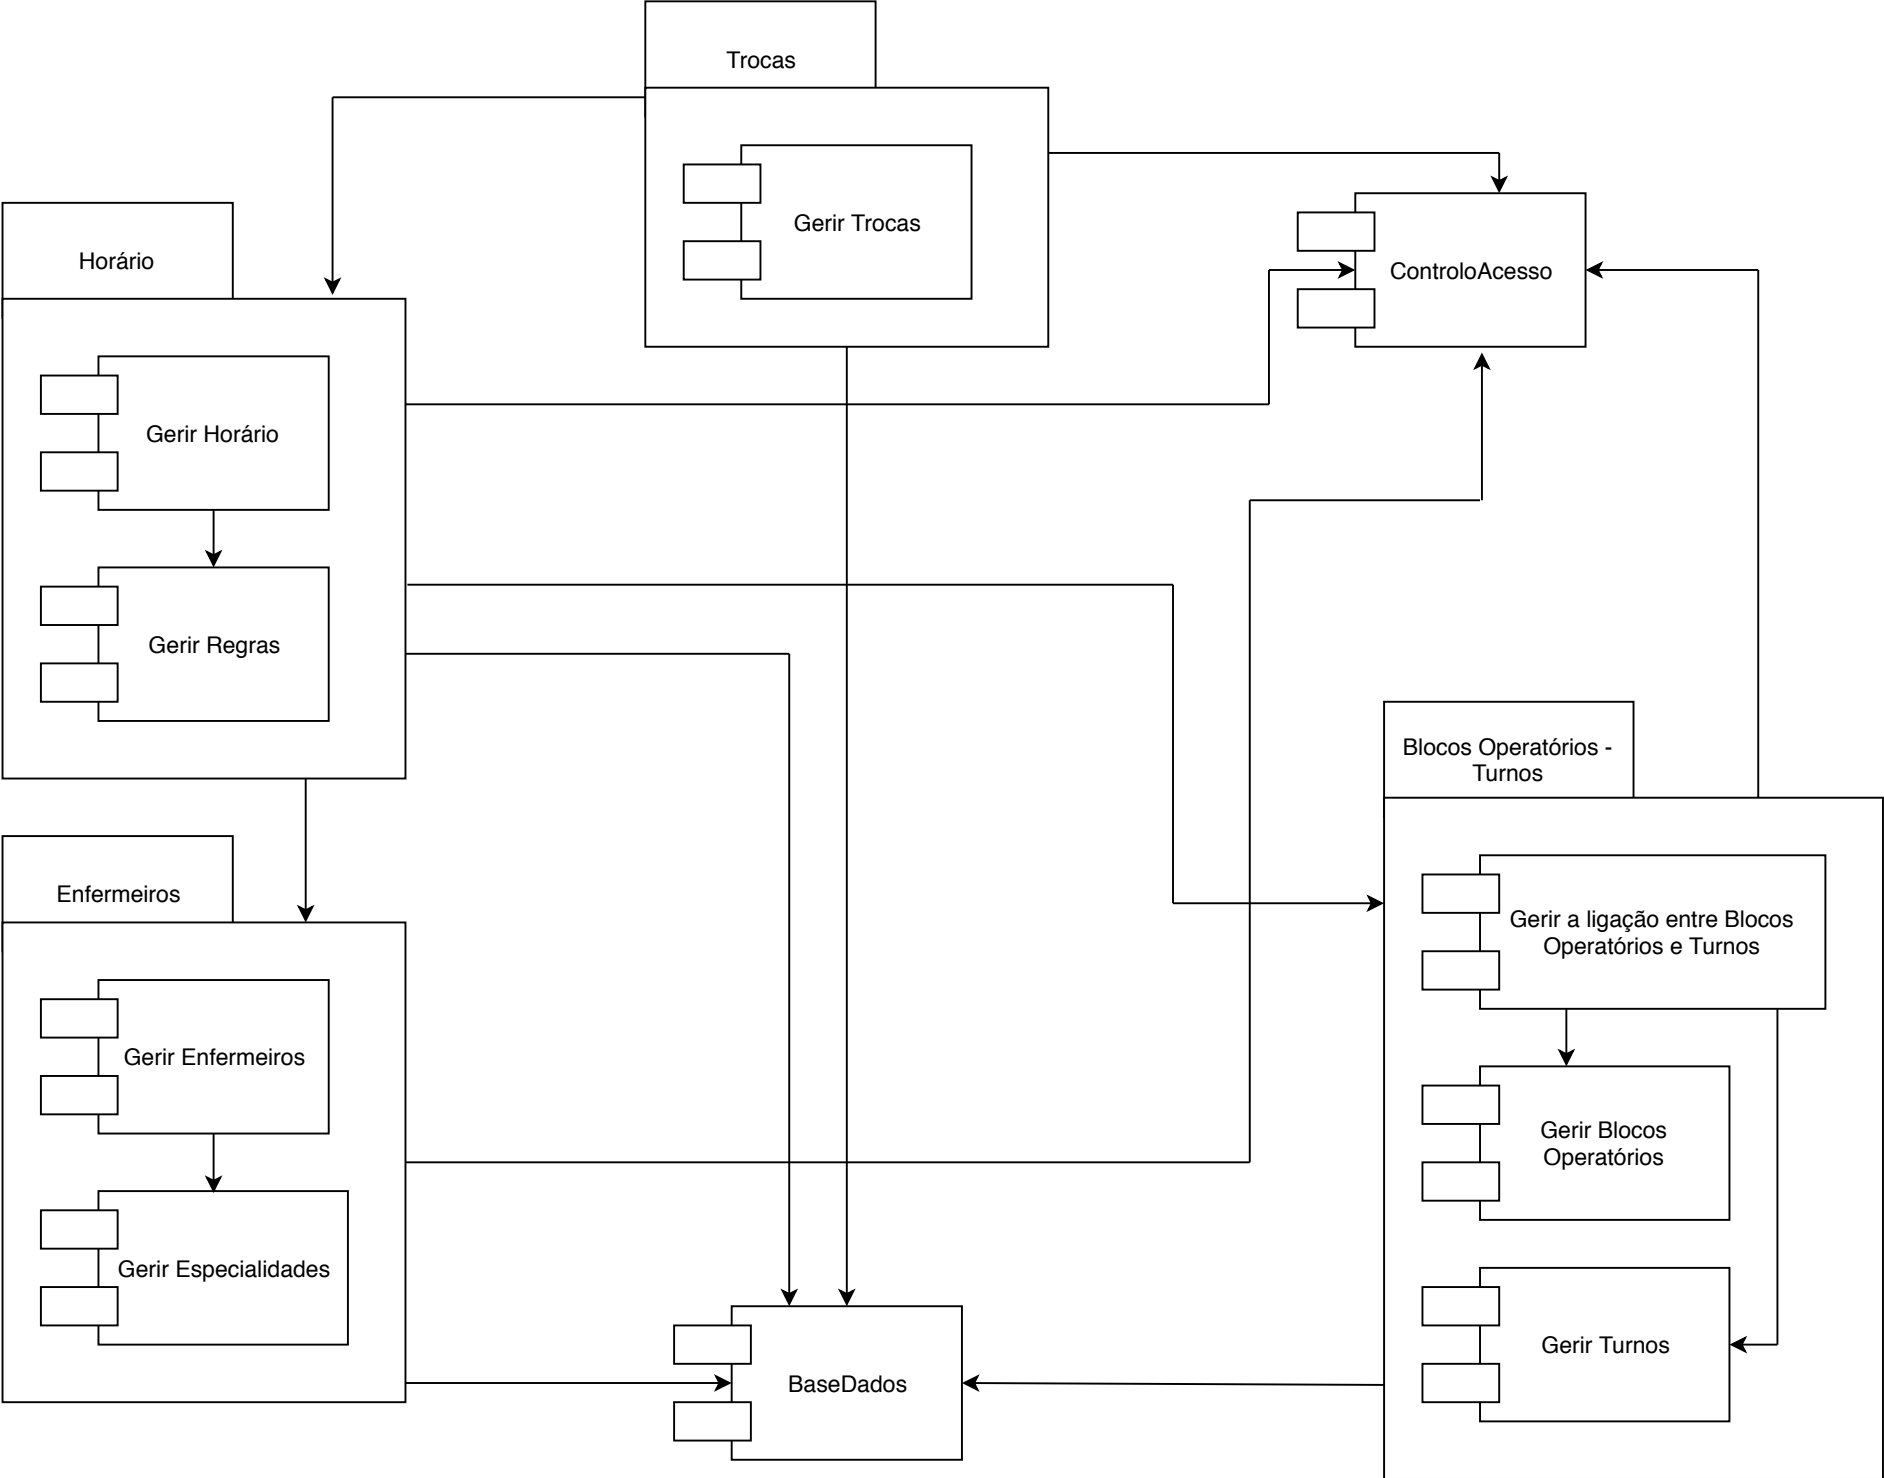 Trocas
Gerir Trocas
ControloAcesso
Horário
Gerir Horário
Gerir Regras
Enfermeiros
Gerir Enfermeiros
Gerir Especialidades
BaseDados
Blocos Operatórios -
Turnos
Gerir a ligação entre Blocos
Operatórios e Turnos
Gerir Blocos
Operatórios
Gerir Turnos